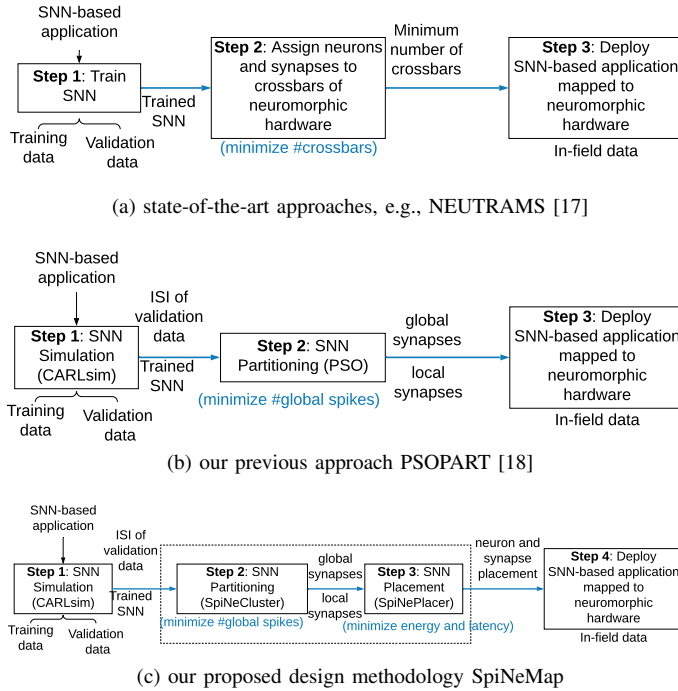 SNN-based
application
Step 1: Train
SNN
Training
data
Validation
data
Trained
SNN
Step 2: Assign neurons
and synapses to
crossbars of
neuromorphic
hardware
(minimize #crossbars)
Minimum
number of
crossbars
Step 3: Deploy
SNN-based application
mapped to
neuromorphic
hardware
In-field data
(a) state-of-the-art approaches, e.g., NEUTRAMS [17]
SNN-based
application
Step 1: SNN
Simulation
(CARLsim)
Training
data
Validation
data
ISI of
validation
data
Trained
SNN
Step 2: SNN
Partitioning (PSO)
(minimize #global spikes)
global
synapses
local
synapses
Step 3: Deploy
SNN-based application
mapped to
neuromorphic
hardware
In-field data
(b) our previous approach PSOPART [18]
SNN-based
application
Step 1: SNN
Simulation
(CARLsim)
Training
data
Validation
data
ISI of
validation
data
Trained
SNN
Step 2: SNN
Partitioning
(SpiNeCluster)
(minimize #global spikes)
global
synapses
local
synapses
Step 3: SNN
Placement
(SpiNePlacer)
(minimize energy and latency)
neuron and
synapse
placement
Step 4: Deploy
SNN-based application
mapped to
neuromorphic
hardware
In-field data
(c) our proposed design methodology SpiNeMap